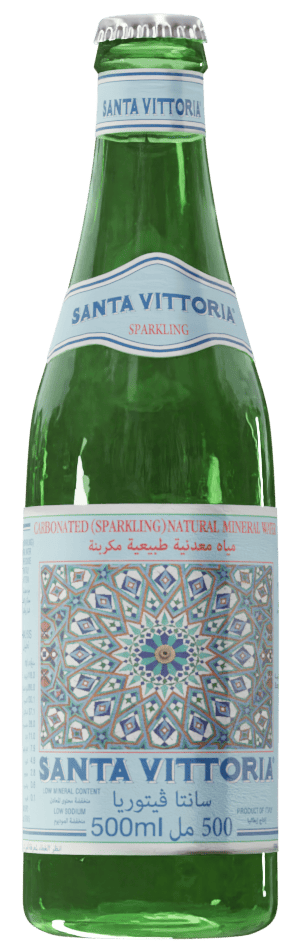 SANTA VITTORIA
SANTA VITTORIA
SPARKLING
CARBONATED (SPARKLING) NATURAL MINERAL WATER
مياه معدنية طبيعية مكربنة
SANTA VITTORIA
LOW MINERAL CONTENT
سانتا ڤيتوريا
LOW SODIUM
PRODUCT OF ITALY
500ml 500 مل